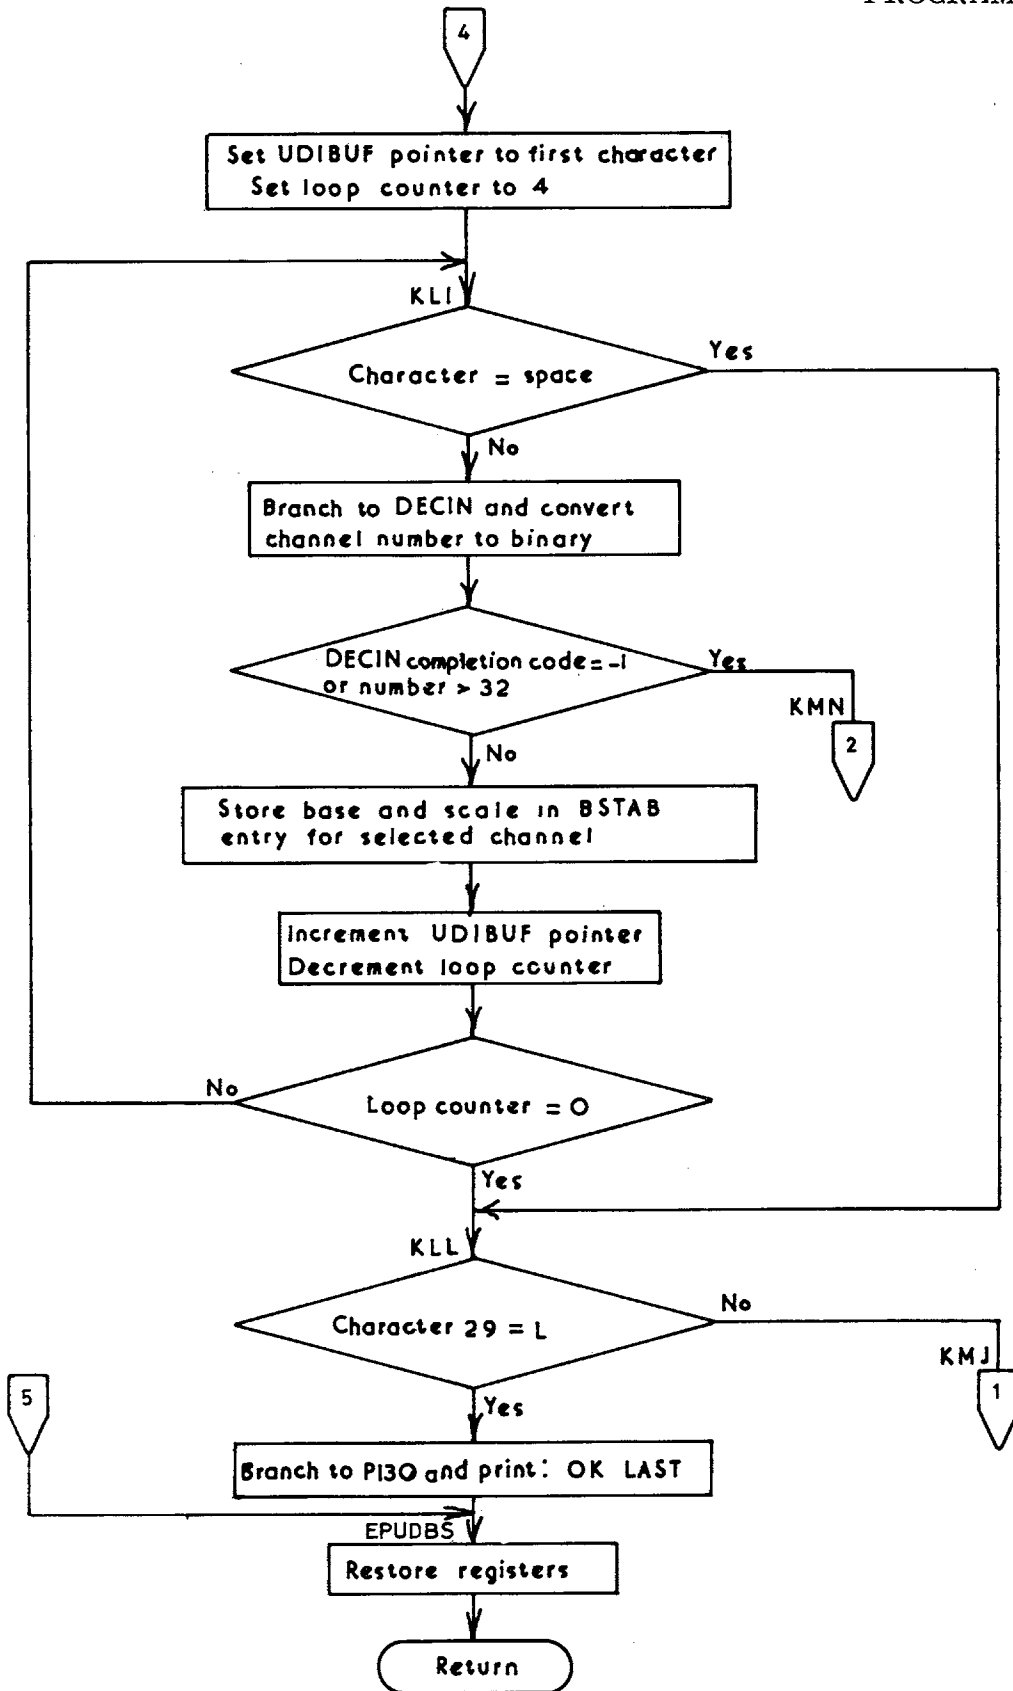 PROGRAM
4
Set UDIBUF pointer to first character
Set loop counter to 4
KLI
Character = space
Yes
No
Branch to DECIN and convert
channel number to binary
DECIN completion code = -1
or number > 32
Yes
KMN
2
No
Store base and scale in BSTAB
entry for selected channel
Increment UDIBUF pointer
Decrement loop counter
No
Loop counter = 0
Yes
KLL
Character 29 = L
No
KMJ
1
5
Yes
Branch to PI30 and print: OK LAST
EPUDBS
Restore registers
Return